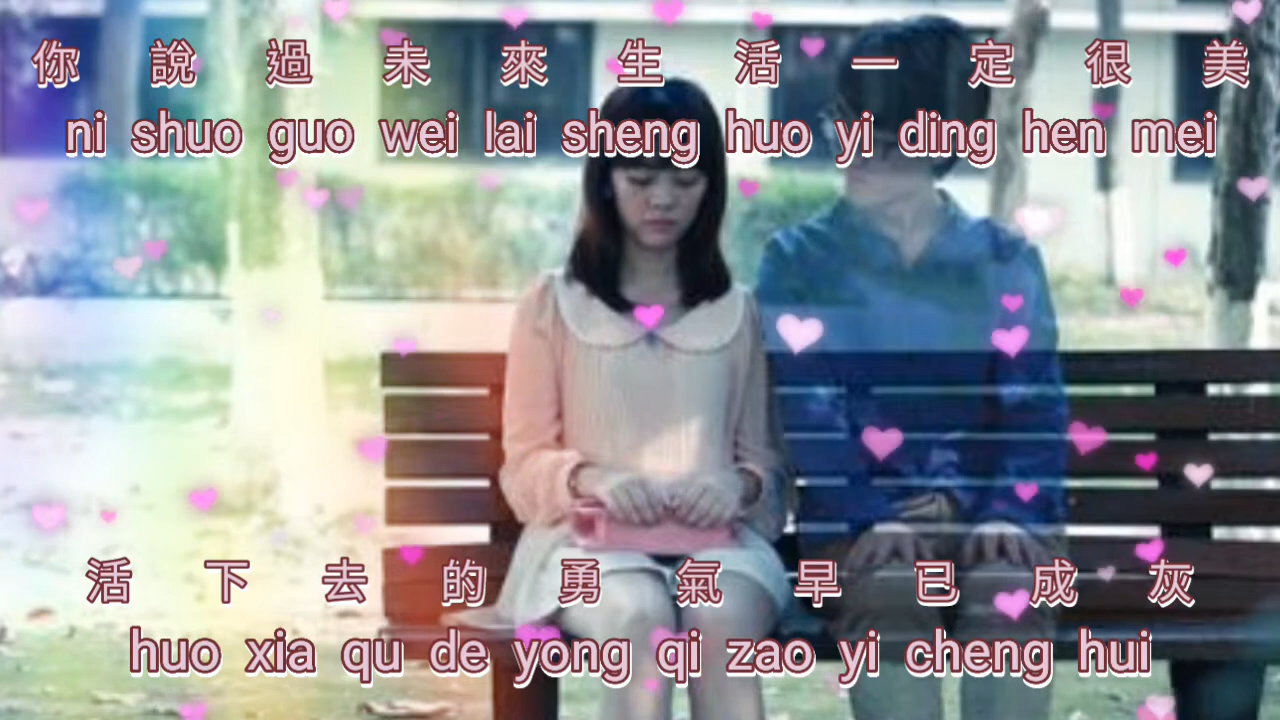 你說過未來生活一定很美
ni shuo guo wei lai sheng huo yi ding hen mei
活下去的勇氣早已成灰
huo xia qu de yong qi zao yi cheng hui